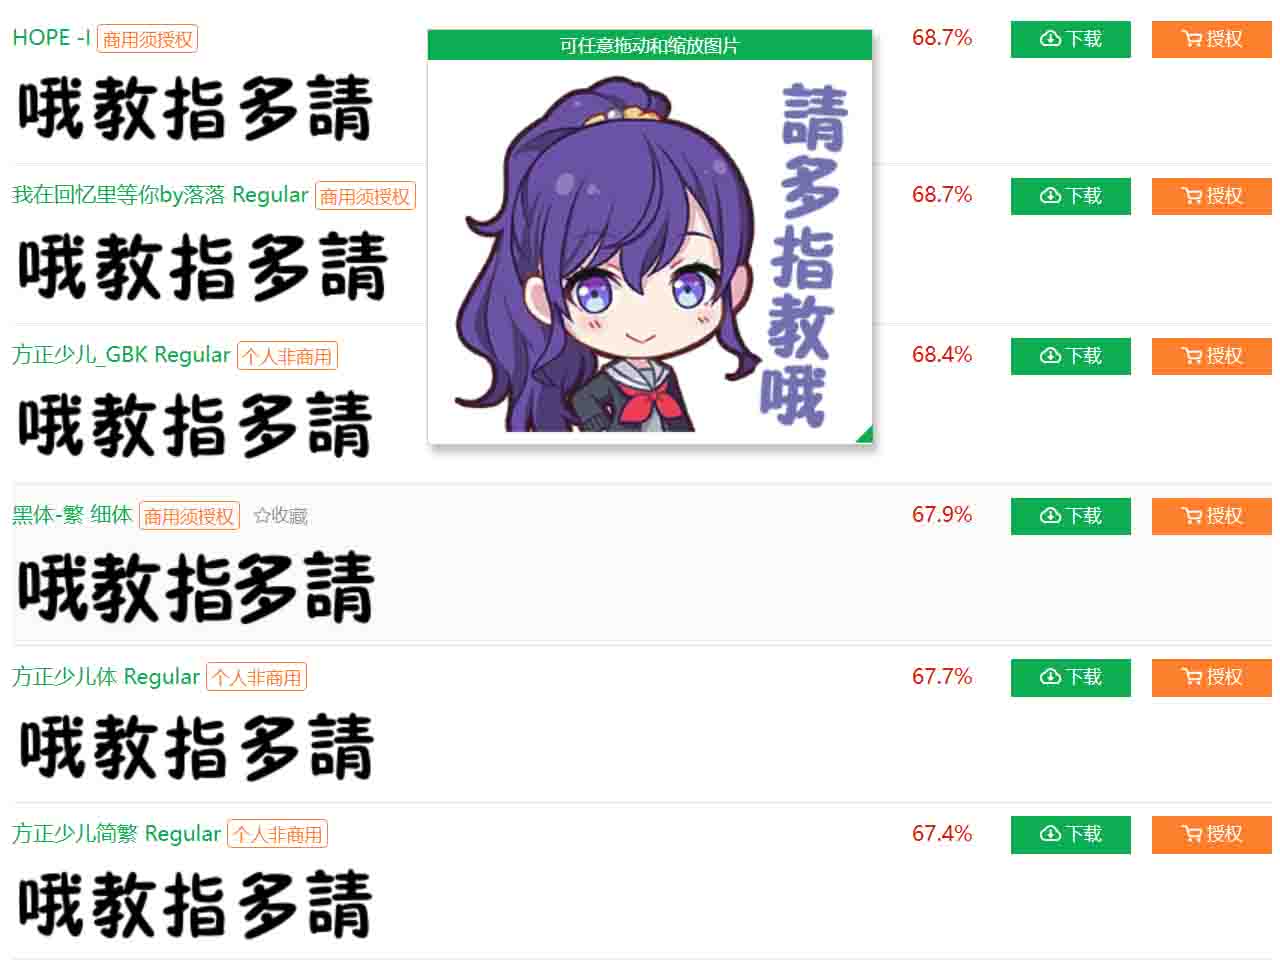 HOPE -I 商用须授权 68.7% 下载 授权
哦教指多請
可任意拖动和缩放图片
請多指教哦
我在回忆里等你by落落 Regular 商用须授权 68.7% 下载 授权
哦教指多請
方正少儿_GBK Regular 个人非商用 68.4% 下载 授权
哦教指多請
黑体-繁 细体 商用须授权 ☆收藏 67.9% 下载 授权
哦教指多請
方正少儿体 Regular 个人非商用 67.7% 下载 授权
哦教指多請
方正少儿简繁 Regular 个人非商用 67.4% 下载 授权
哦教指多請